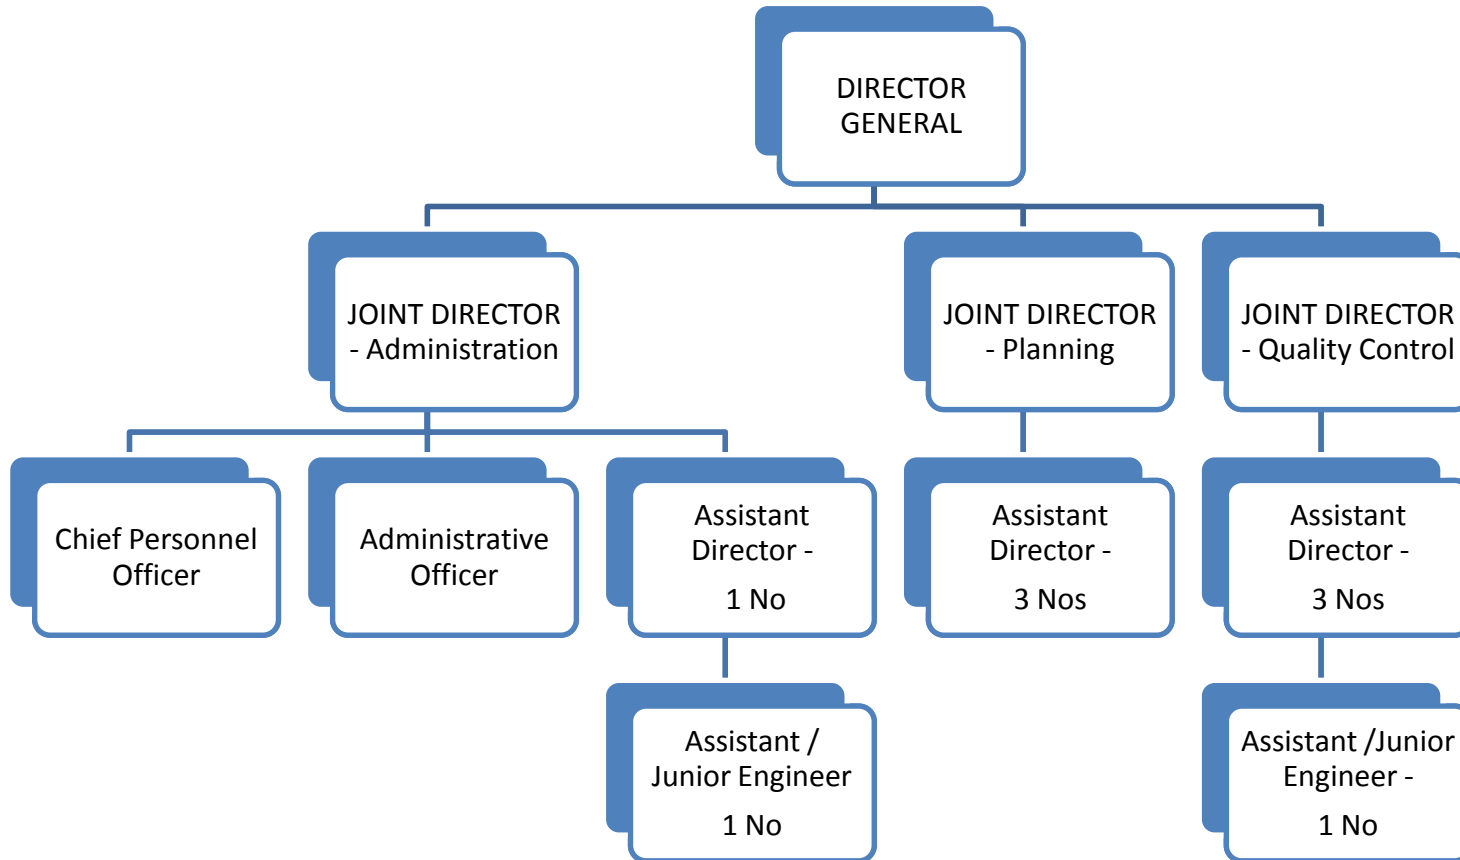 DIRECTOR
GENERAL
JOINT DIRECTOR
- Administration
JOINT DIRECTOR
- Planning
JOINT DIRECTOR
- Quality Control
Chief Personnel
Officer
Administrative
Officer
Assistant
Director -
1 No
Assistant
Director -
3 Nos
Assistant
Director -
3 Nos
Assistant /
Junior Engineer
1 No
Assistant /Junior
Engineer -
1 No